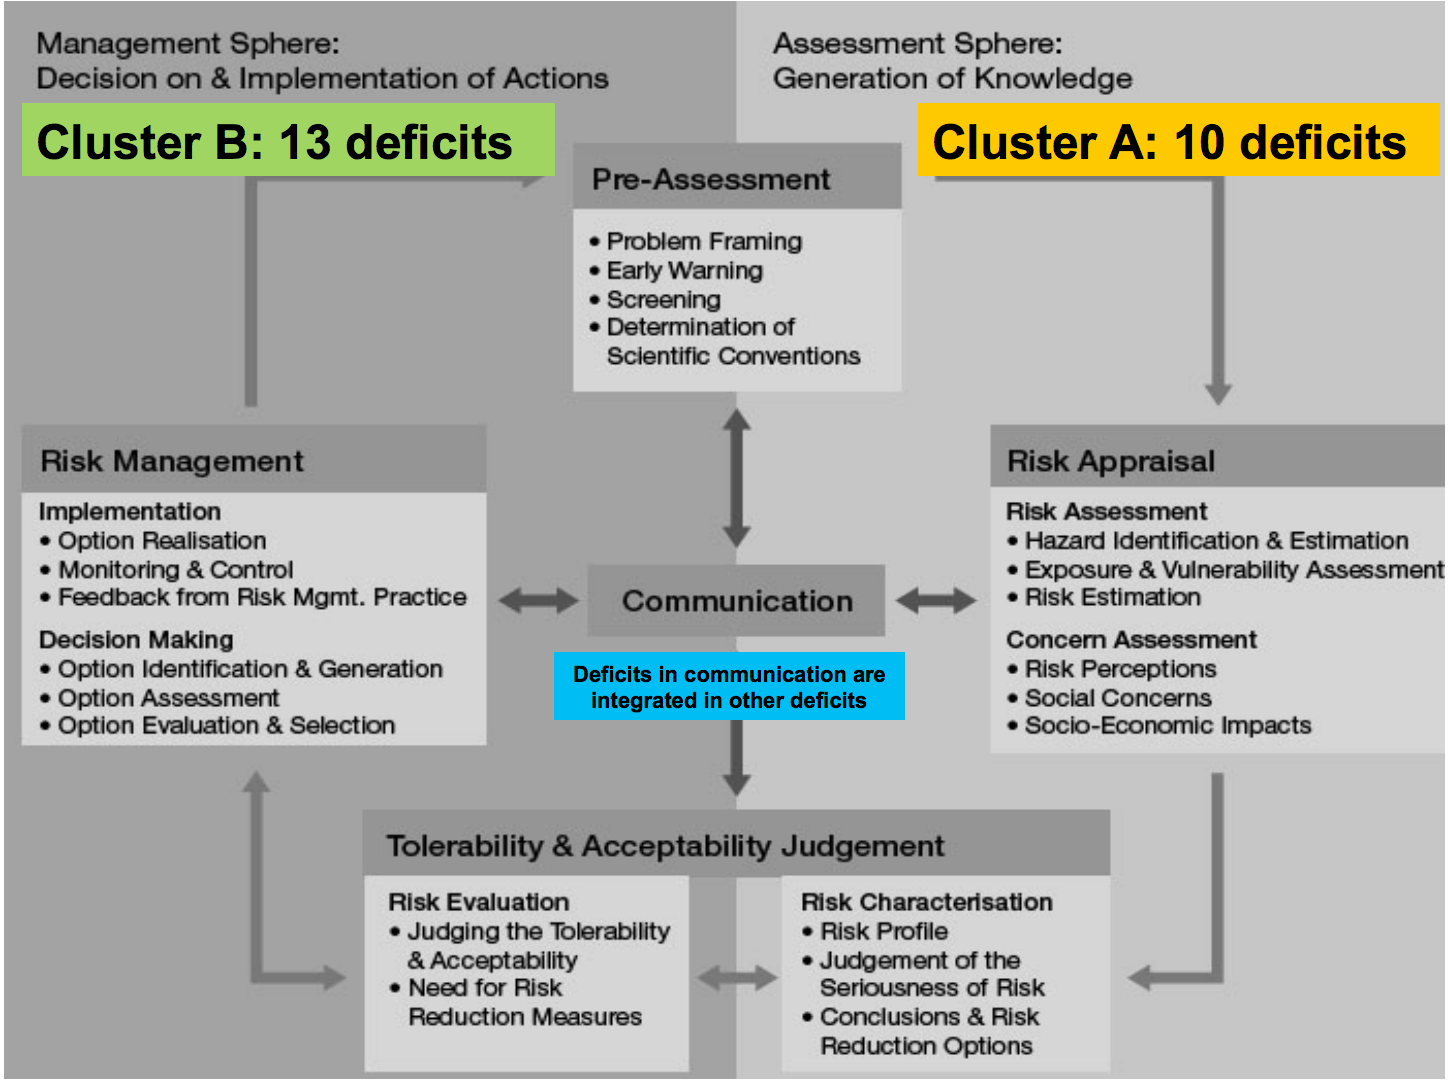 Management Sphere:
Decision on & Implementation of Actions
Assessment Sphere:
Generation of Knowledge
Cluster B: 13 deficits
Cluster A: 10 deficits
Pre-Assessment
• Problem Framing
• Early Warning
• Screening
• Determination of
Scientific Conventions
Risk Management
Implementation
• Option Realisation
• Monitoring & Control
• Feedback from Risk Mgmt. Practice
Decision Making
• Option Identification & Generation
• Option Assessment
• Option Evaluation & Selection
Communication
Deficits in communication are
integrated in other deficits
Risk Appraisal
Risk Assessment
• Hazard Identification & Estimation
• Exposure & Vulnerability Assessment
• Risk Estimation
Concern Assessment
• Risk Perceptions
• Social Concerns
• Socio-Economic Impacts
Tolerability & Acceptability Judgement
Risk Evaluation
• Judging the Tolerability
& Acceptability
• Need for Risk
Reduction Measures
Risk Characterisation
• Risk Profile
• Judgement of the
Seriousness of Risk
• Conclusions & Risk
Reduction Options